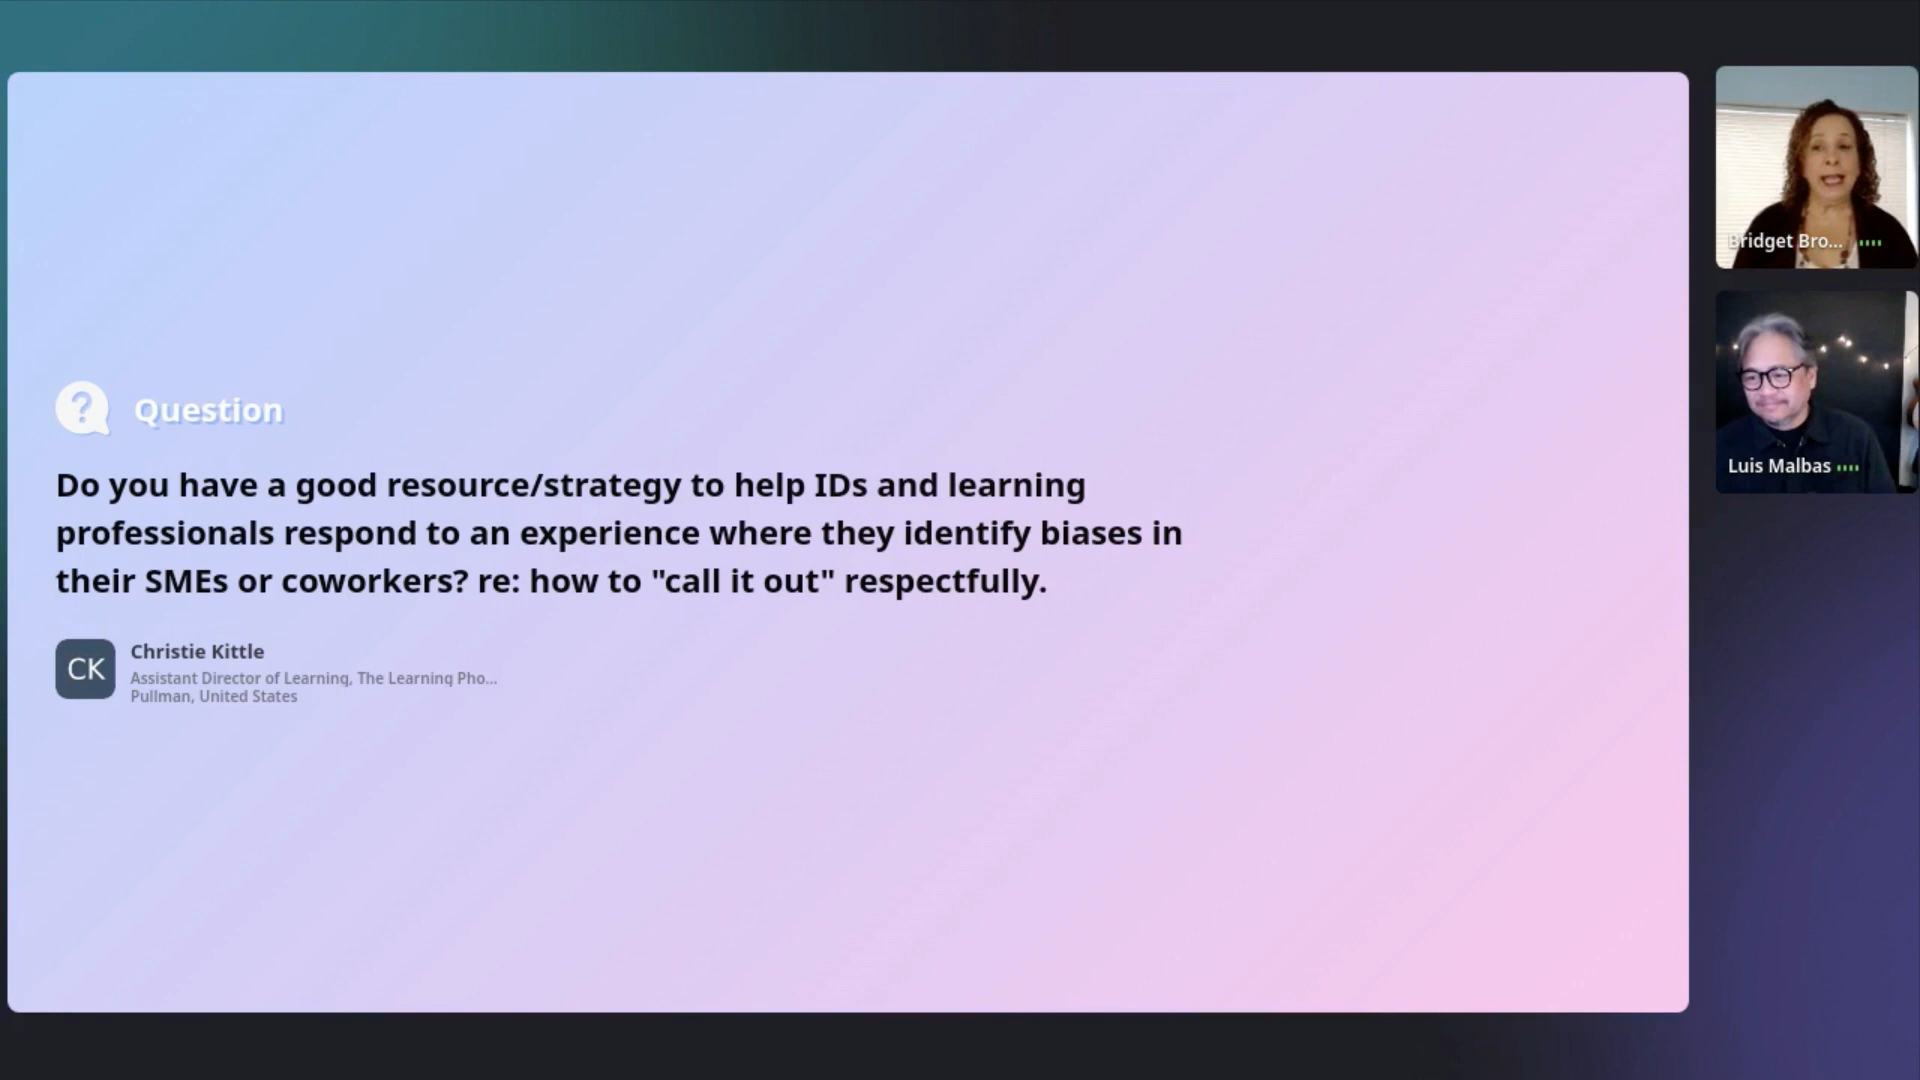 Question
Do you have a good resource/strategy to help IDs and learning
professionals respond to an experience where they identify biases in
their SMEs or coworkers? re: how to "call it out" respectfully.
CK
Christie Kittle
Assistant Director of Learning, The Learning Pho...
Pullman, United States
Bridget Bro...
Luis Malbas